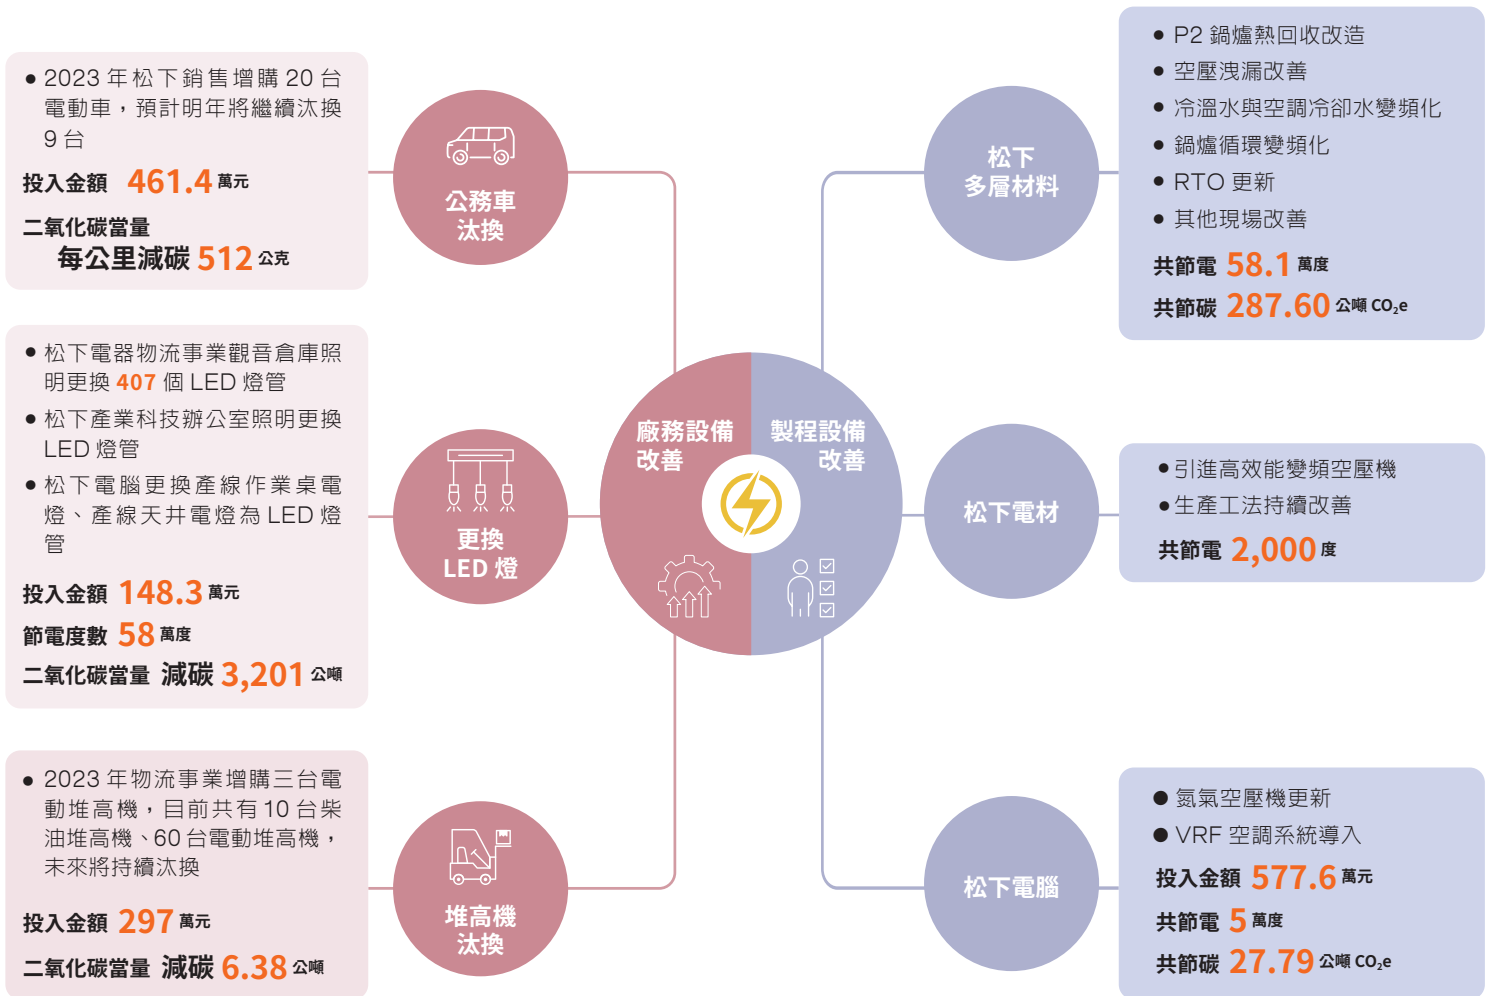 ● 2023 年松下銷售增購 20 台
電動車，預計明年將繼續汰換
9 台
投入金額 461.4 萬元
二氧化碳當量
每公里減碳 512 公克
公務車
汰換
● 松下電器物流事業觀音倉庫照
明更換 407 個 LED 燈管
● 松下產業科技辦公室照明更換
LED 燈管
● 松下電腦更換產線作業桌電
燈、產線天井電燈為 LED 燈
管
投入金額 148.3 萬元
節電度數 58 萬度
二氧化碳當量 減碳 3,201 公噸
更換
LED 燈
● 2023 年物流事業增購三台電
動堆高機，目前共有 10 台柴
油堆高機、60 台電動堆高機，
未來將持續汰換
投入金額 297 萬元
二氧化碳當量 減碳 6.38 公噸
堆高機
汰換
廠務設備
改善
製程設備
改善
松下
多層材料
● P2 鍋爐熱回收改造
● 空壓洩漏改善
● 冷溫水與空調冷卻水變頻化
● 鍋爐循環變頻化
● RTO 更新
● 其他現場改善
共節電 58.1 萬度
共節碳 287.60 公噸 CO₂e
松下電材
● 引進高效能變頻空壓機
● 生產工法持續改善
共節電 2,000 度
松下電腦
● 氮氣空壓機更新
● VRF 空調系統導入
投入金額 577.6 萬元
共節電 5 萬度
共節碳 27.79 公噸 CO₂e